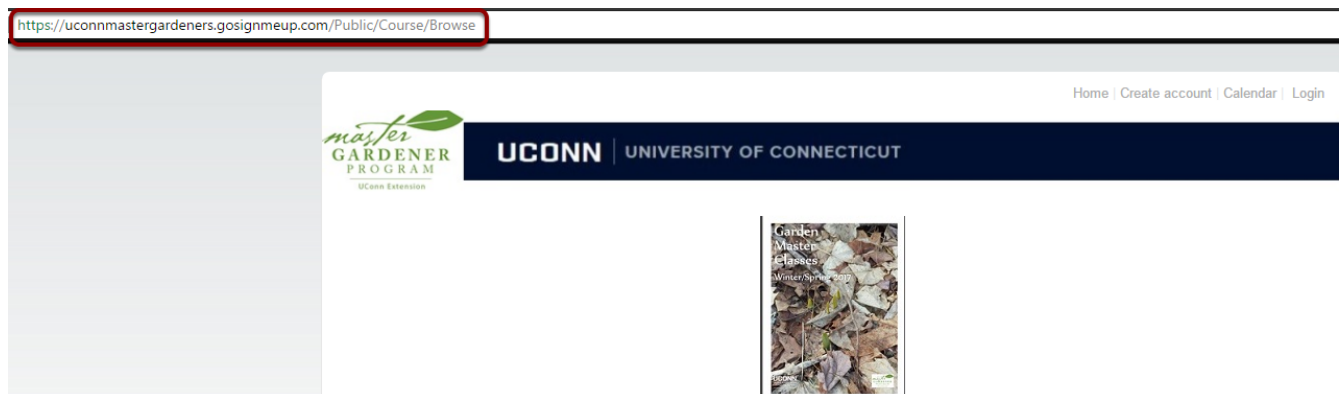 https://uconnmastergardeners.gosignmeup.com/Public/Course/Browse
Home | Create account | Calendar | Login
master
GARDENER
PROGRAM
UConn Extension
UCONN | UNIVERSITY OF CONNECTICUT
Garden
Master
Classes
Winter/Spring 2017
UCONN